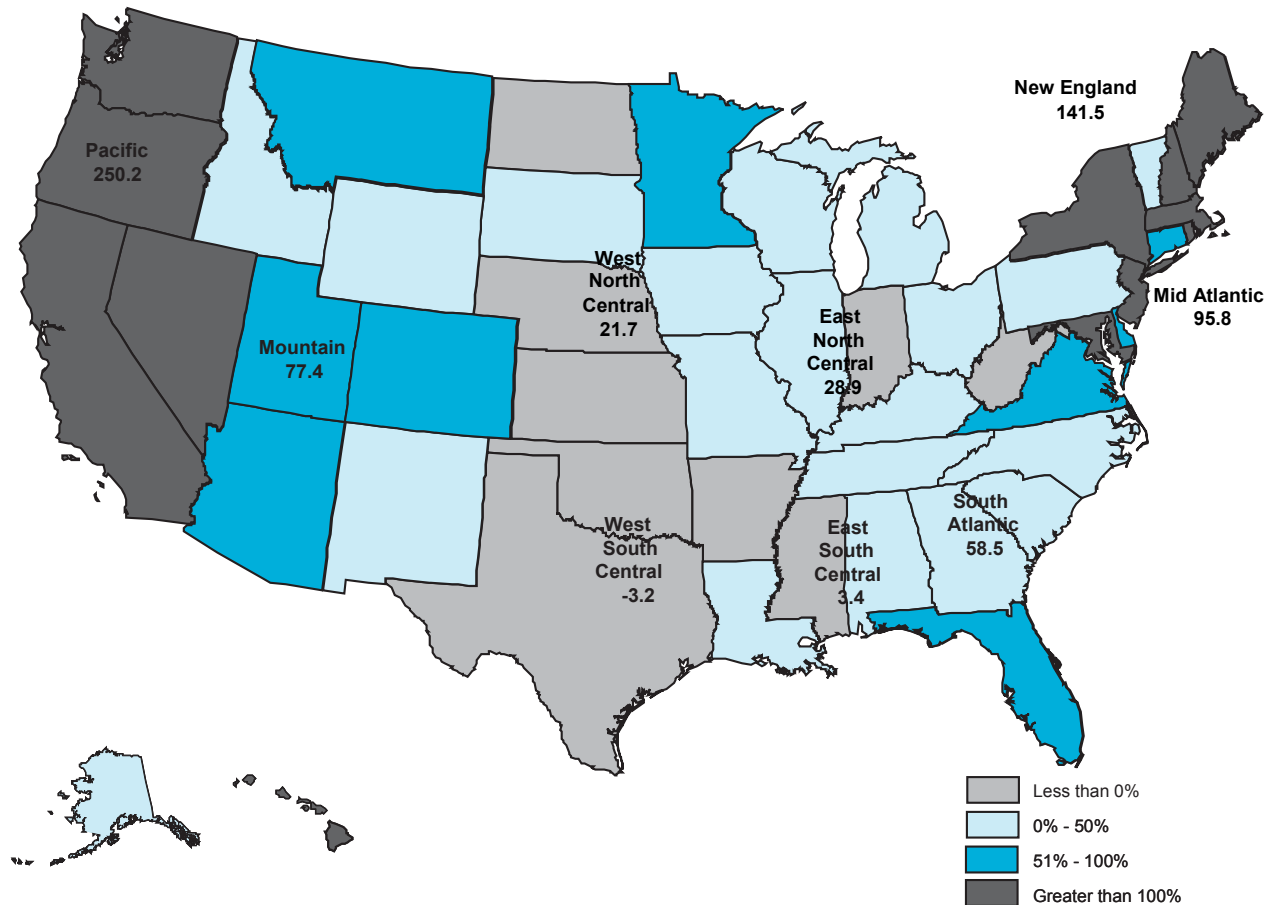 New England
141.5
Pacific
250.2
West
North
Central
21.7
Mid Atlantic
95.8
East
North
Central
28.9
Mountain
77.4
South
Atlantic
58.5
West
South
Central
-3.2
East
South
Central
3.4
Less than 0%
0% - 50%
51% - 100%
Greater than 100%